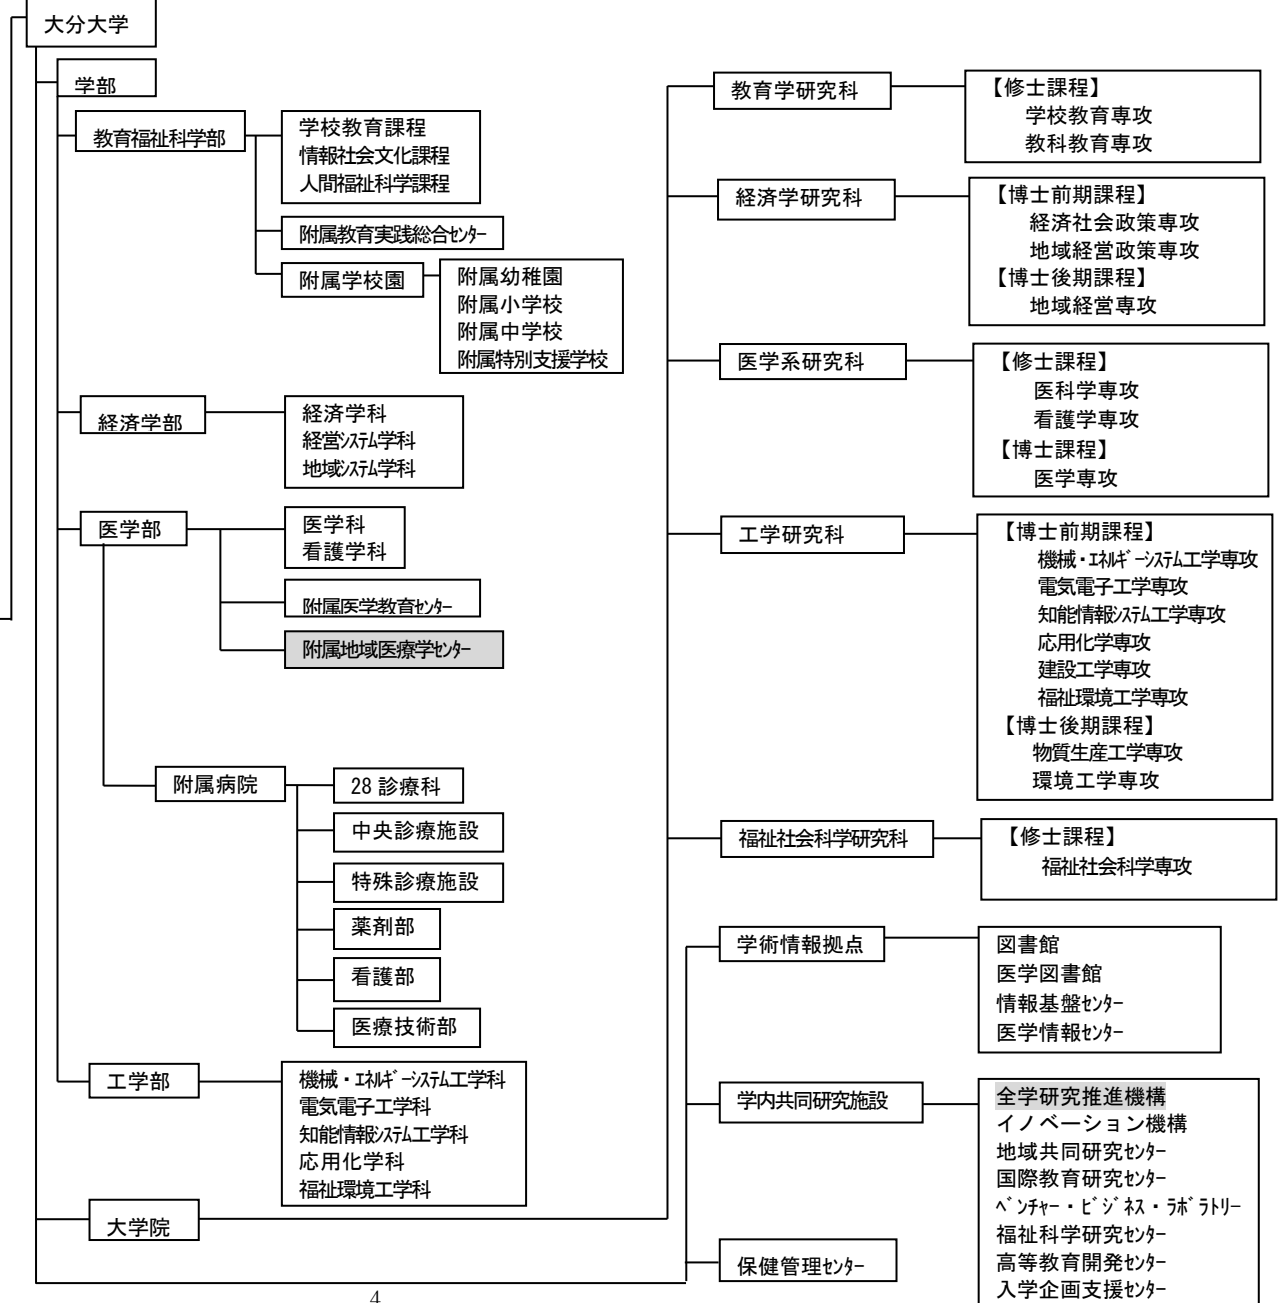 大分大学
学部
教育福祉科学部
学校教育課程
情報社会文化課程
人間福祉科学課程
附属教育実践総合ｾﾝﾀｰ
附属学校園
附属幼稚園
附属小学校
附属中学校
附属特別支援学校
経済学部
経済学科
経営ｼｽﾃﾑ学科
地域ｼｽﾃﾑ学科
医学部
医学科
看護学科
附属医学教育ｾﾝﾀｰ
附属地域医療学ｾﾝﾀｰ
附属病院
28 診療科
中央診療施設
特殊診療施設
薬剤部
看護部
医療技術部
工学部
機械・ｴﾈﾙｷﾞｰｼｽﾃﾑ工学科
電気電子工学科
知能情報ｼｽﾃﾑ工学科
応用化学科
福祉環境工学科
大学院
教育学研究科
【修士課程】
学校教育専攻
教科教育専攻
経済学研究科
【博士前期課程】
経済社会政策専攻
地域経営政策専攻
【博士後期課程】
地域経営専攻
医学系研究科
【修士課程】
医科学専攻
看護学専攻
【博士課程】
医学専攻
工学研究科
【博士前期課程】
機械・ｴﾈﾙｷﾞｰｼｽﾃﾑ工学専攻
電気電子工学専攻
知能情報ｼｽﾃﾑ工学専攻
応用化学専攻
建設工学専攻
福祉環境工学専攻
【博士後期課程】
物質生産工学専攻
環境工学専攻
福祉社会科学研究科
【修士課程】
福祉社会科学専攻
学術情報拠点
図書館
医学図書館
情報基盤ｾﾝﾀｰ
医学情報ｾﾝﾀｰ
学内共同研究施設
全学研究推進機構
イノベーション機構
地域共同研究ｾﾝﾀｰ
国際教育研究ｾﾝﾀｰ
ﾍﾞﾝﾁｬｰ・ﾋﾞｼﾞﾈｽ・ﾗﾎﾞﾗﾄﾘｰ
福祉科学研究ｾﾝﾀｰ
高等教育開発ｾﾝﾀｰ
入学企画支援ｾﾝﾀｰ
保健管理ｾﾝﾀｰ
4